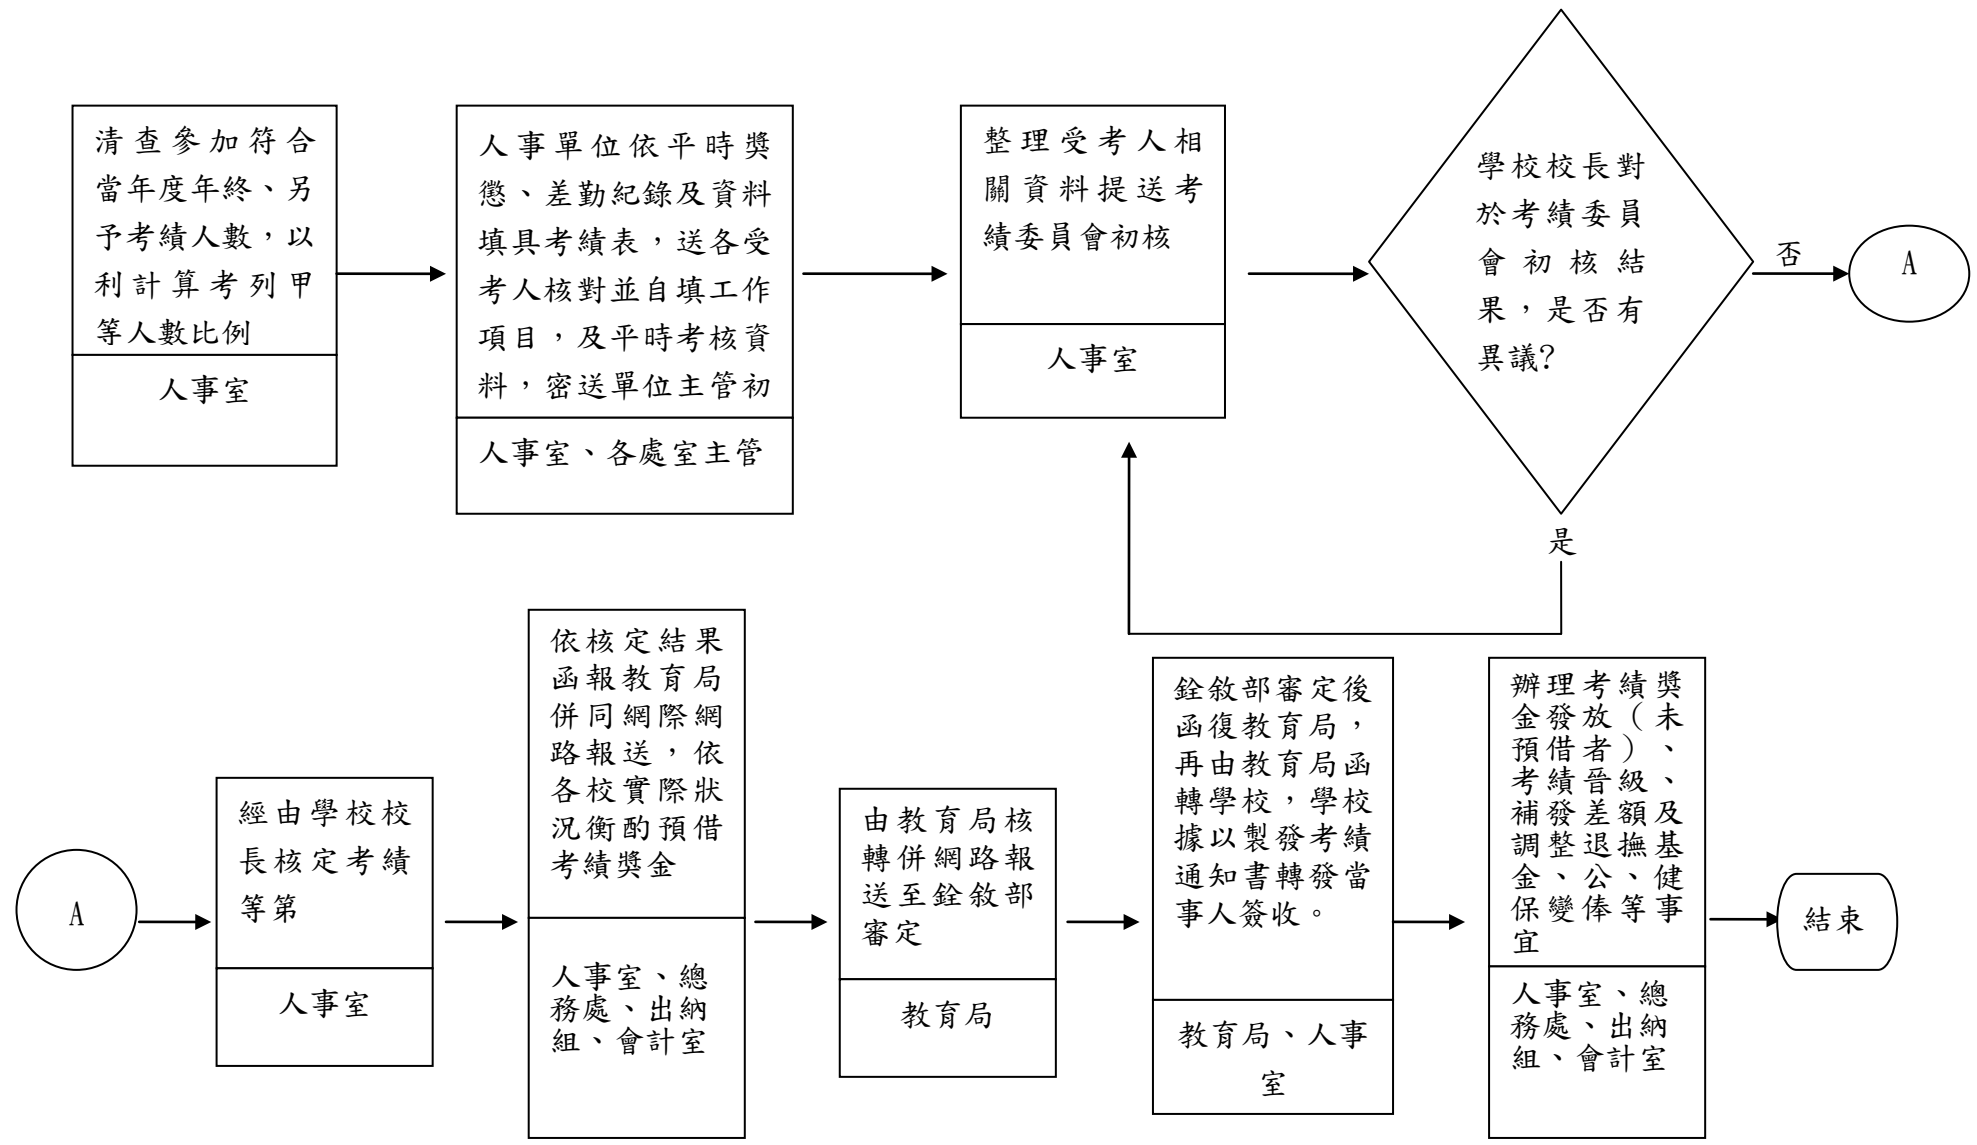 清查參加符合
當年度年終、另
予考績人數，以
利計算考列甲
等人數比例
人事室
人事單位依平時獎
懲、差勤紀錄及資料
填具考績表，送各受
考人核對並自填工作
項目，及平時考核資
料，密送單位主管初
人事室、各處室主管
整理受考人相
關資料提送考
績委員會初核
人事室
學校校長對
於考績委員
會初核結
果，是否有
異議?
否
A
是
A
經由學校校
長核定考績
等第
人事室
依核定結果
函報教育局
併同網際網
路報送，依
各校實際狀
況衡酌預借
考績獎金
人事室、總
務處、出納
組、會計室
由教育局核
轉併網路報
送至銓敘部
審定
教育局
銓敘部審定後
函復教育局，
再由教育局函
轉學校，學校
據以製發考績
通知書轉發當
事人簽收。
教育局、人事
室
辦理考績獎
金發放（未
預借者）、
考績晉級、
補發差額及
調整退撫基
金、公、健
保變俸等事
宜
人事室、總
務處、出納
組、會計室
結束